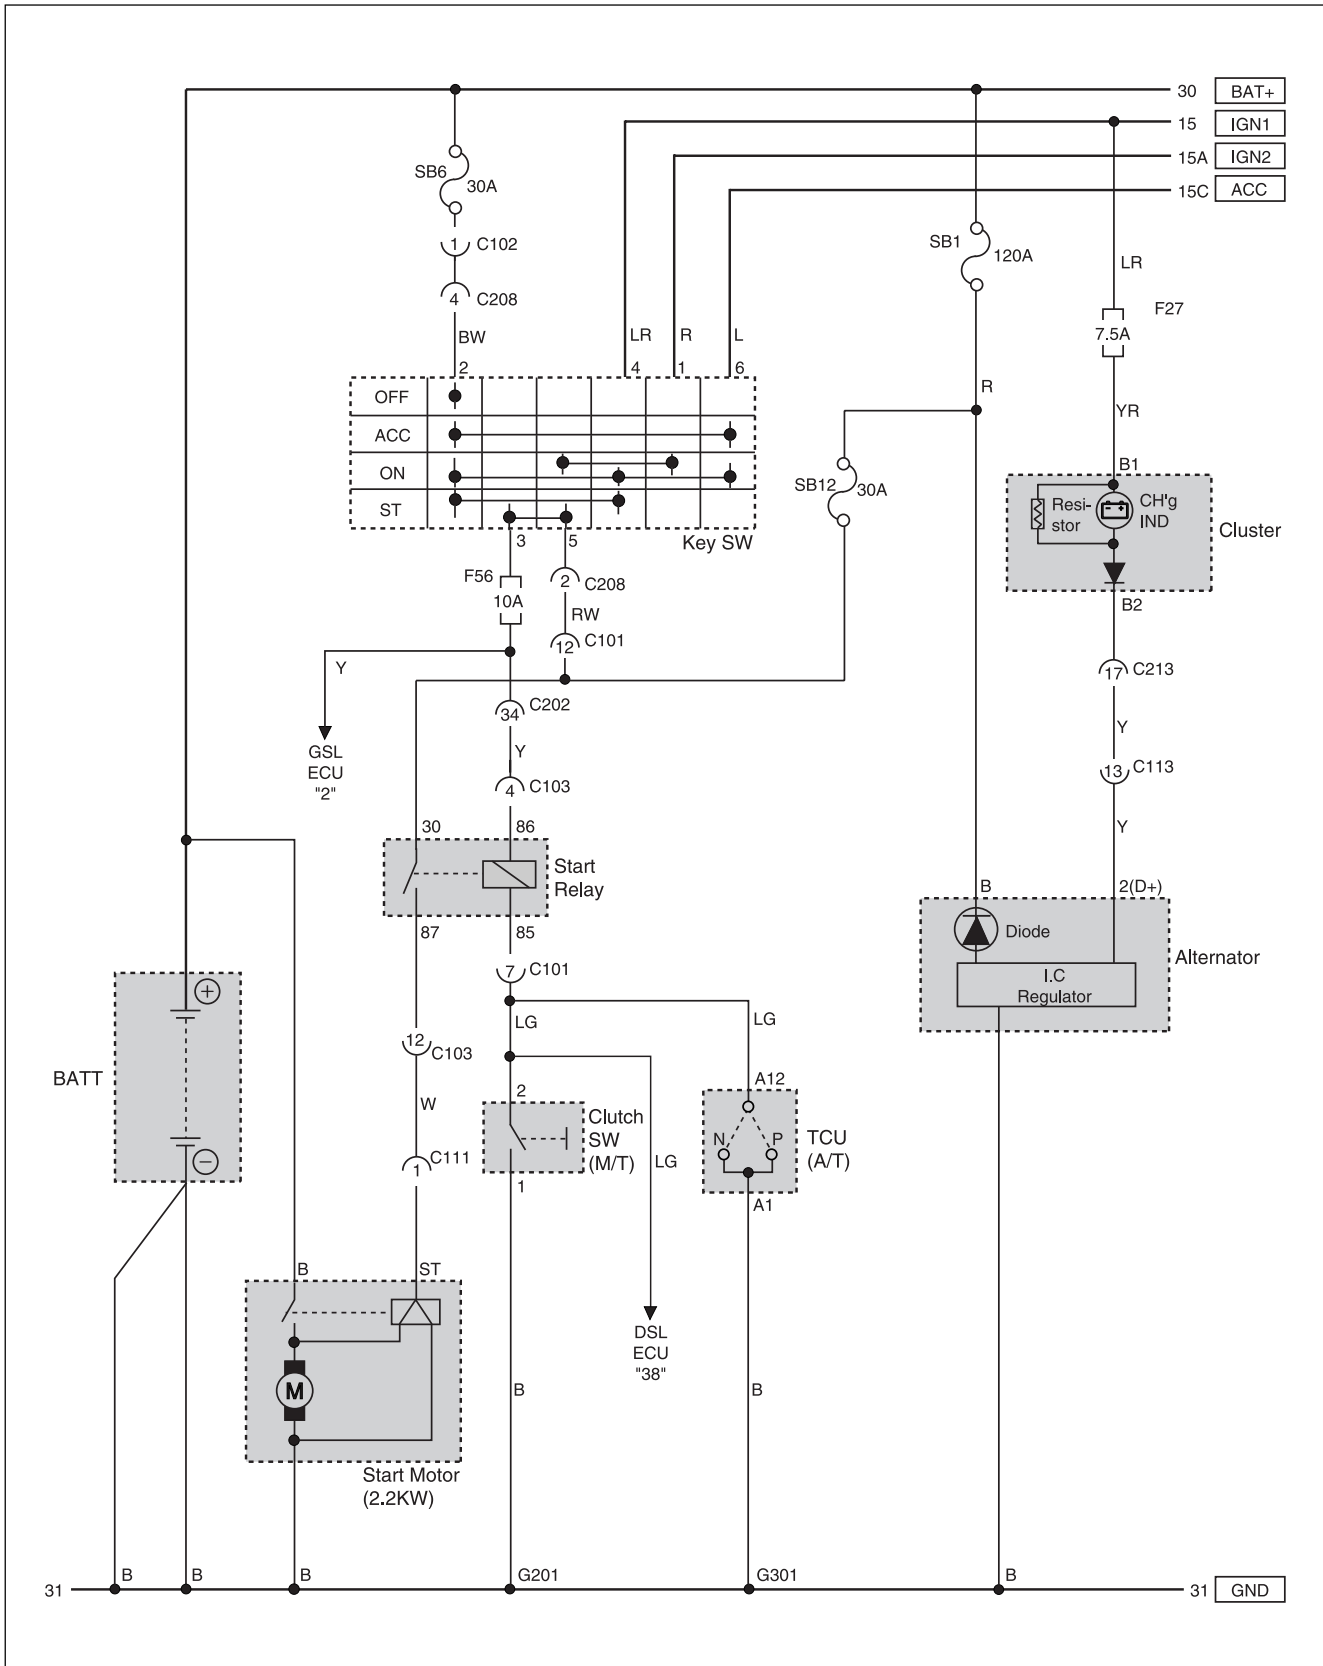 30 BAT+
15 IGN1
15A IGN2
15C ACC
SB6
30A
1 C102
4 C208
BW
2
LR
4
R
1
L
6
SB1
120A
LR
F27
7.5A
R
YR
OFF
ACC
ON
ST
3
5
Key SW
SB12
30A
B1
Resi-
stor
CH'g
IND
Cluster
B2
F56
10A
2 C208
RW
12 C101
Y
GSL
ECU
"2"
34 C202
Y
4 C103
17 C213
Y
13 C113
Y
30
86
Start
Relay
87
85
B
2(D+)
Diode
I.C
Regulator
Alternator
7 C101
LG
LG
12 C103
W
1 C111
BATT
+
−
2
Clutch
SW
(M/T)
1
LG
A12
N
P
TCU
(A/T)
A1
B
ST
M
Start Motor
(2.2KW)
DSL
ECU
"38"
B
B
31
B
B
B
G201
G301
B
31 GND